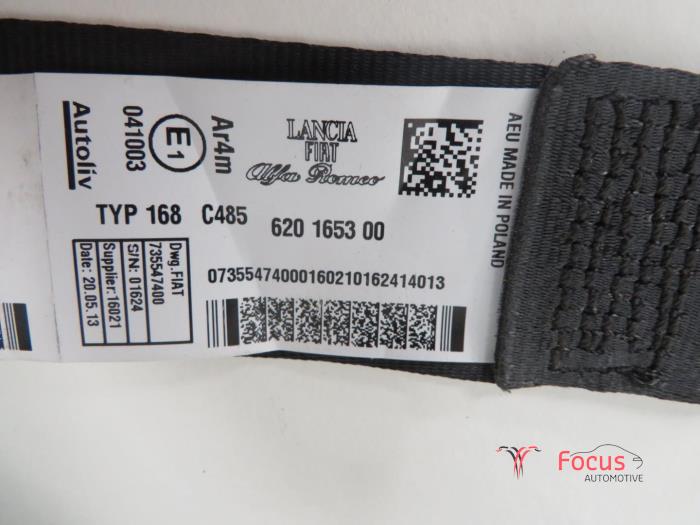 Autoliv
041003
E1
Ar4m
LANCIA
FIAT
Alfa Romeo
AEU MADE IN POLAND
TYP 168 C485
620 1653 00
Dwg.FIAT
735547400
S/N: 01624
Supplier:16021
Date: 20.05.13
07355474000160210162414013
Focus
AUTOMOTIVE